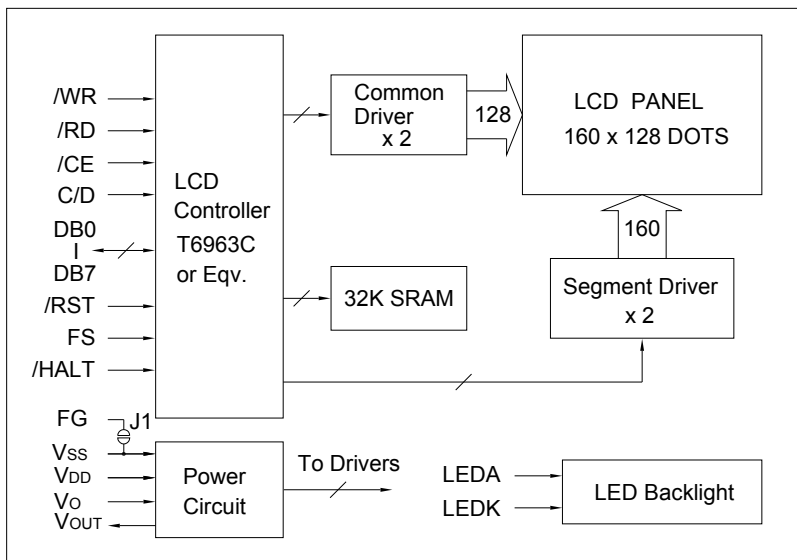 /WR
/RD
/CE
C/D
DB0
I
DB7
/RST
FS
/HALT
FG
J1
VSS
VDD
VO
VOUT
LCD
Controller
T6963C
or Eqv.
Common
Driver
x 2
128
LCD PANEL
160 x 128 DOTS
160
32K SRAM
Segment Driver
x 2
Power
Circuit
To Drivers
LEDA
LEDK
LED Backlight